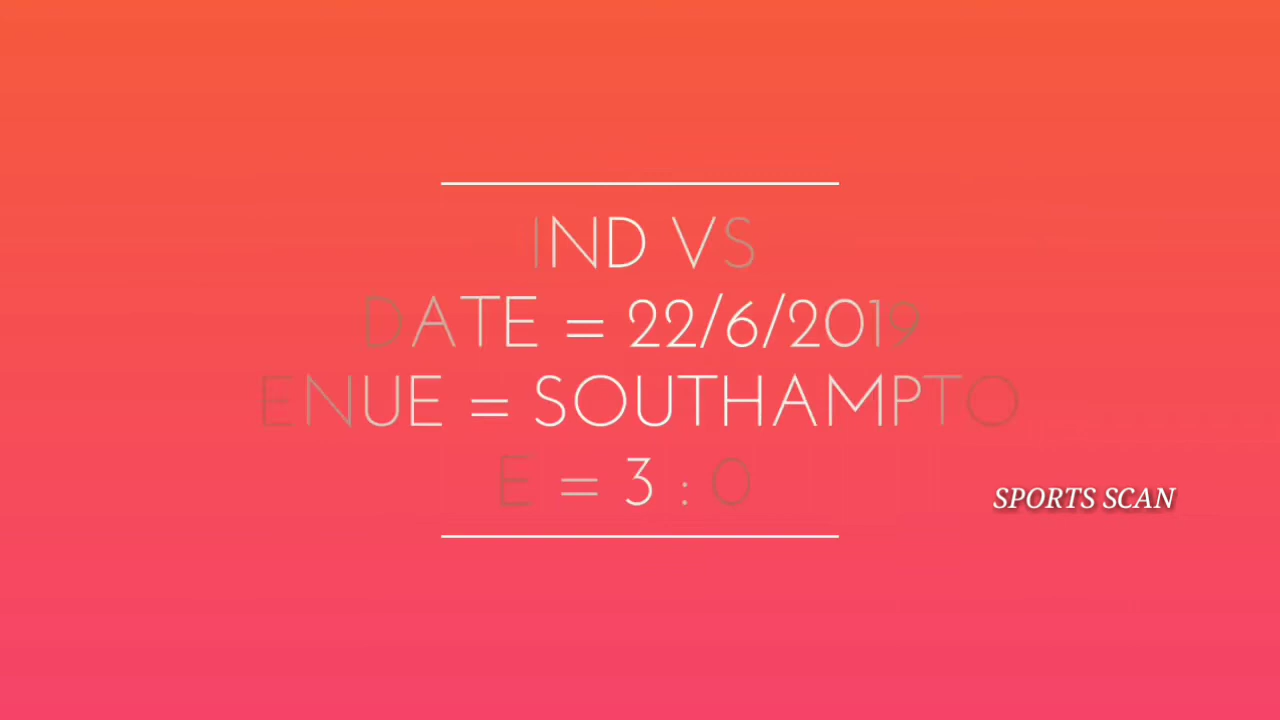 IND VS
DATE = 22/6/2019
ENUE = SOUTHAMPTO
E = 3 : 0
SPORTS SCAN